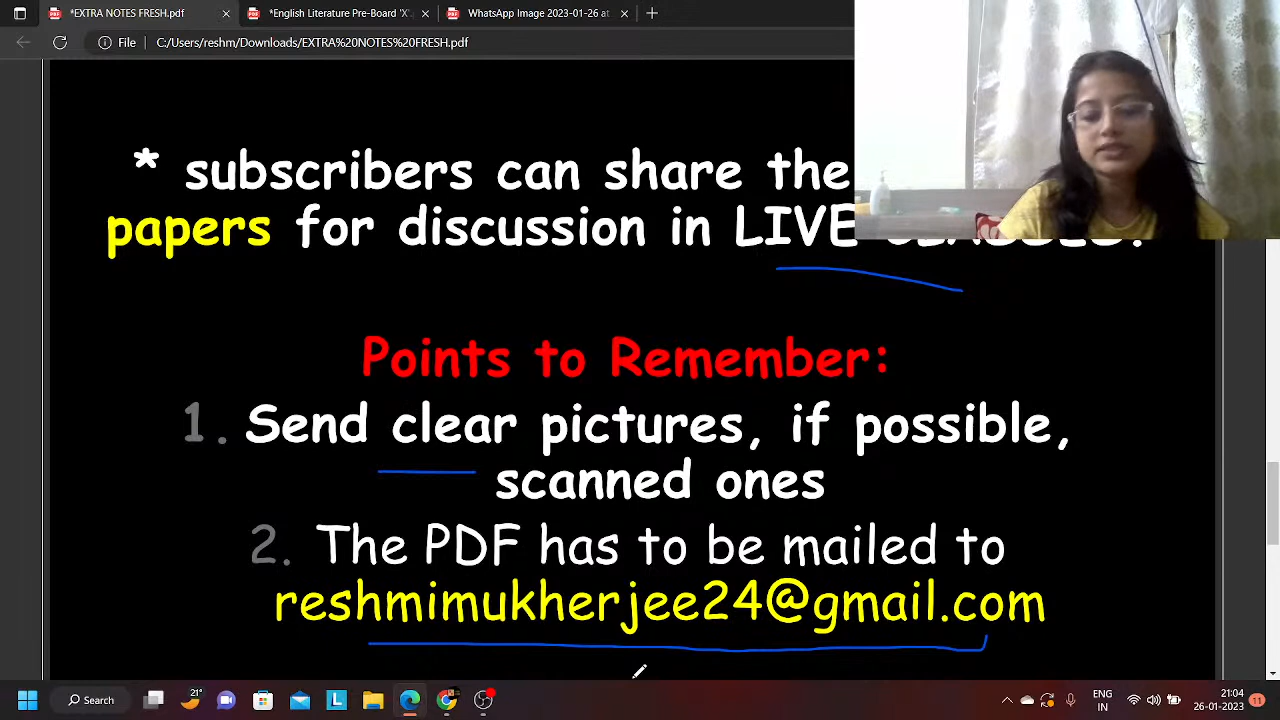 *EXTRA NOTES FRESH.pdf
*English Literature Pre-Board 'X'
WhatsApp Image 2023-01-26 at
File
C:/Users/reshm/Downloads/EXTRA%20NOTES%20FRESH.pdf
* subscribers can share the
papers for discussion in LIVE
Points to Remember:
1. Send clear pictures, if possible,
scanned ones
2. The PDF has to be mailed to
reshmimukherjee24@gmail.com
Search
21°
L
ENG
IN
21:04
26-01-2023
11